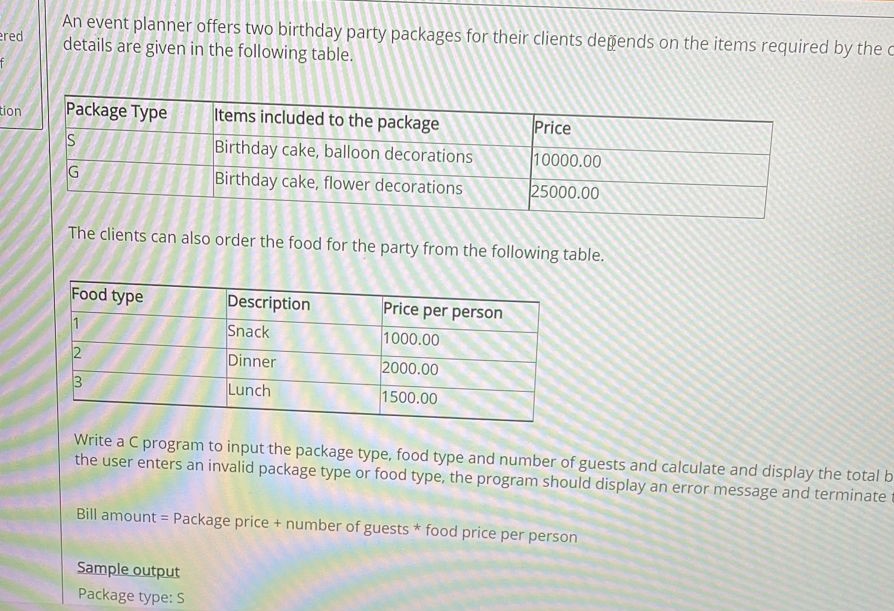 ered
f
tion
An event planner offers two birthday party packages for their clients depends on the items required by the c
details are given in the following table.
Package Type Items included to the package Price
S Birthday cake, balloon decorations 10000.00
G Birthday cake, flower decorations 25000.00
The clients can also order the food for the party from the following table.
Food type Description Price per person
1 Snack 1000.00
2 Dinner 2000.00
3 Lunch 1500.00
Write a C program to input the package type, food type and number of guests and calculate and display the total b
the user enters an invalid package type or food type, the program should display an error message and terminate t
Bill amount = Package price + number of guests * food price per person
Sample output
Package type: S